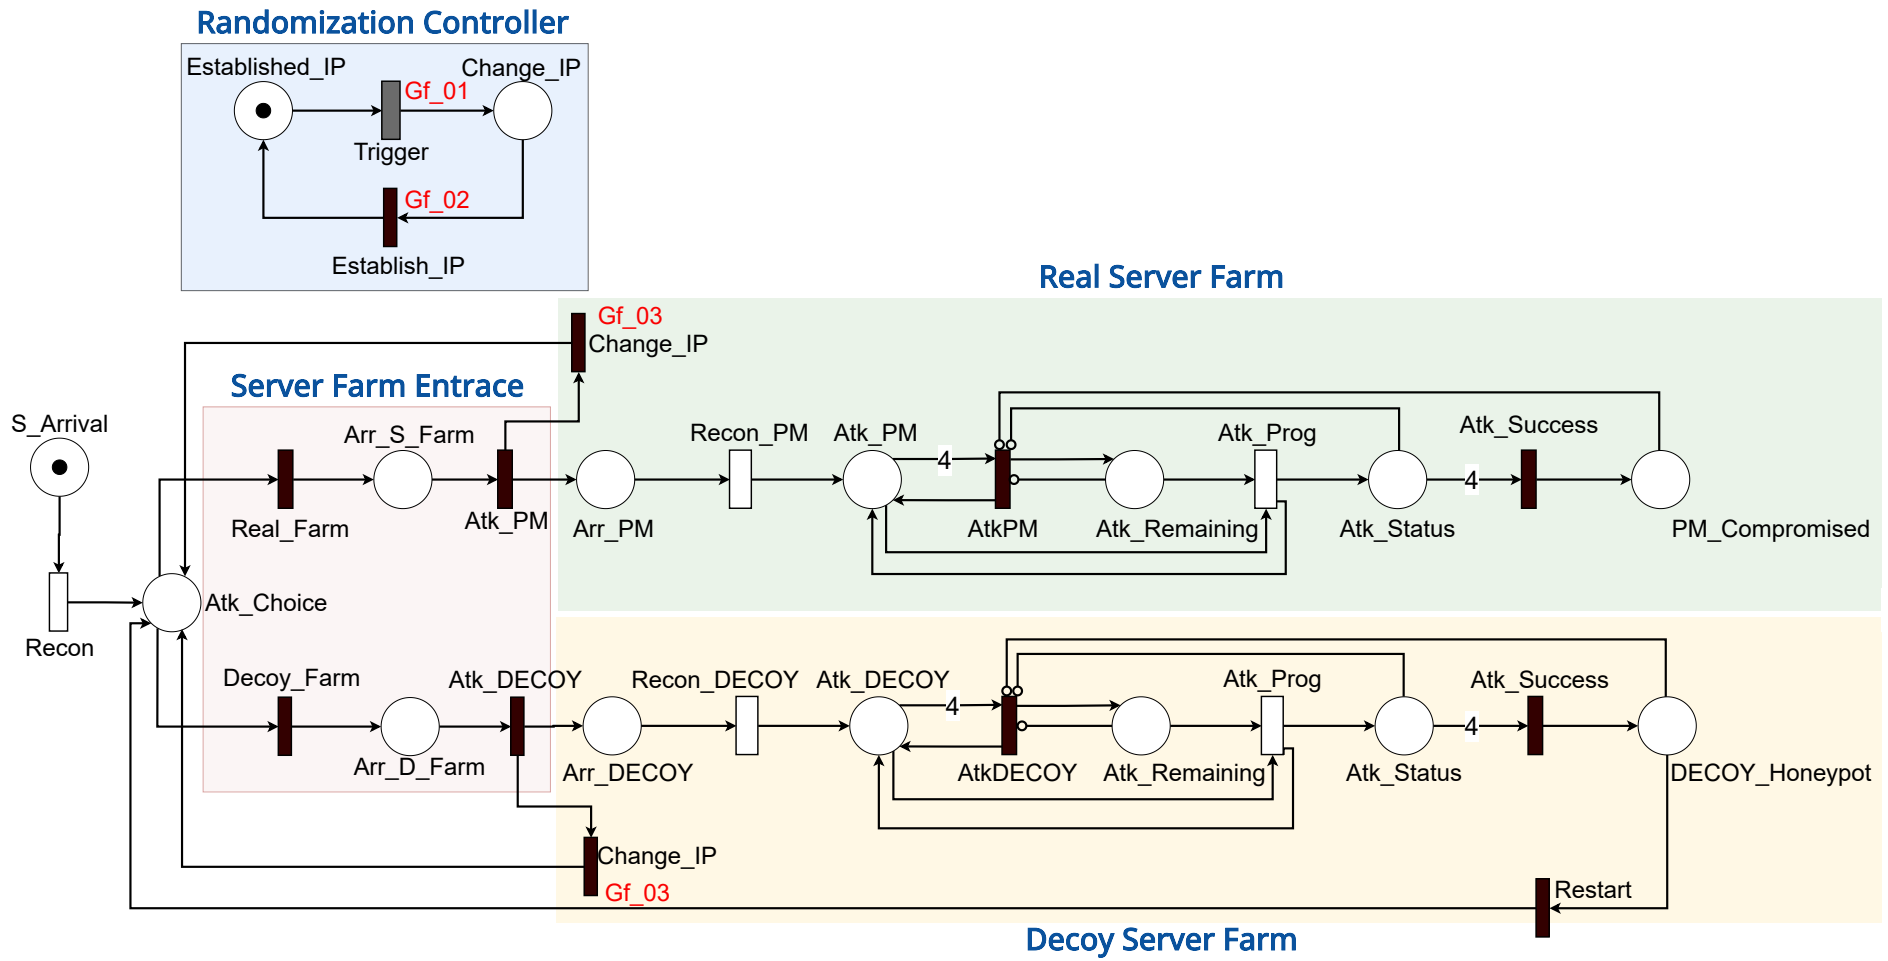 Randomization Controller
Established_IP
Change_IP
Gf_01
Trigger
Gf_02
Establish_IP
Real Server Farm
Gf_03
Change_IP
Server Farm Entrace
S_Arrival
Arr_S_Farm
Recon_PM
Atk_PM
4
Atk_Prog
Atk_Success
4
Real_Farm
Atk_PM
Arr_PM
AtkPM
Atk_Remaining
Atk_Status
PM_Compromised
Atk_Choice
Recon
Decoy_Farm
Atk_DECOY
Recon_DECOY
Atk_DECOY
4
Atk_Prog
Atk_Success
4
Arr_D_Farm
Arr_DECOY
AtkDECOY
Atk_Remaining
Atk_Status
DECOY_Honeypot
Change_IP
Gf_03
Restart
Decoy Server Farm